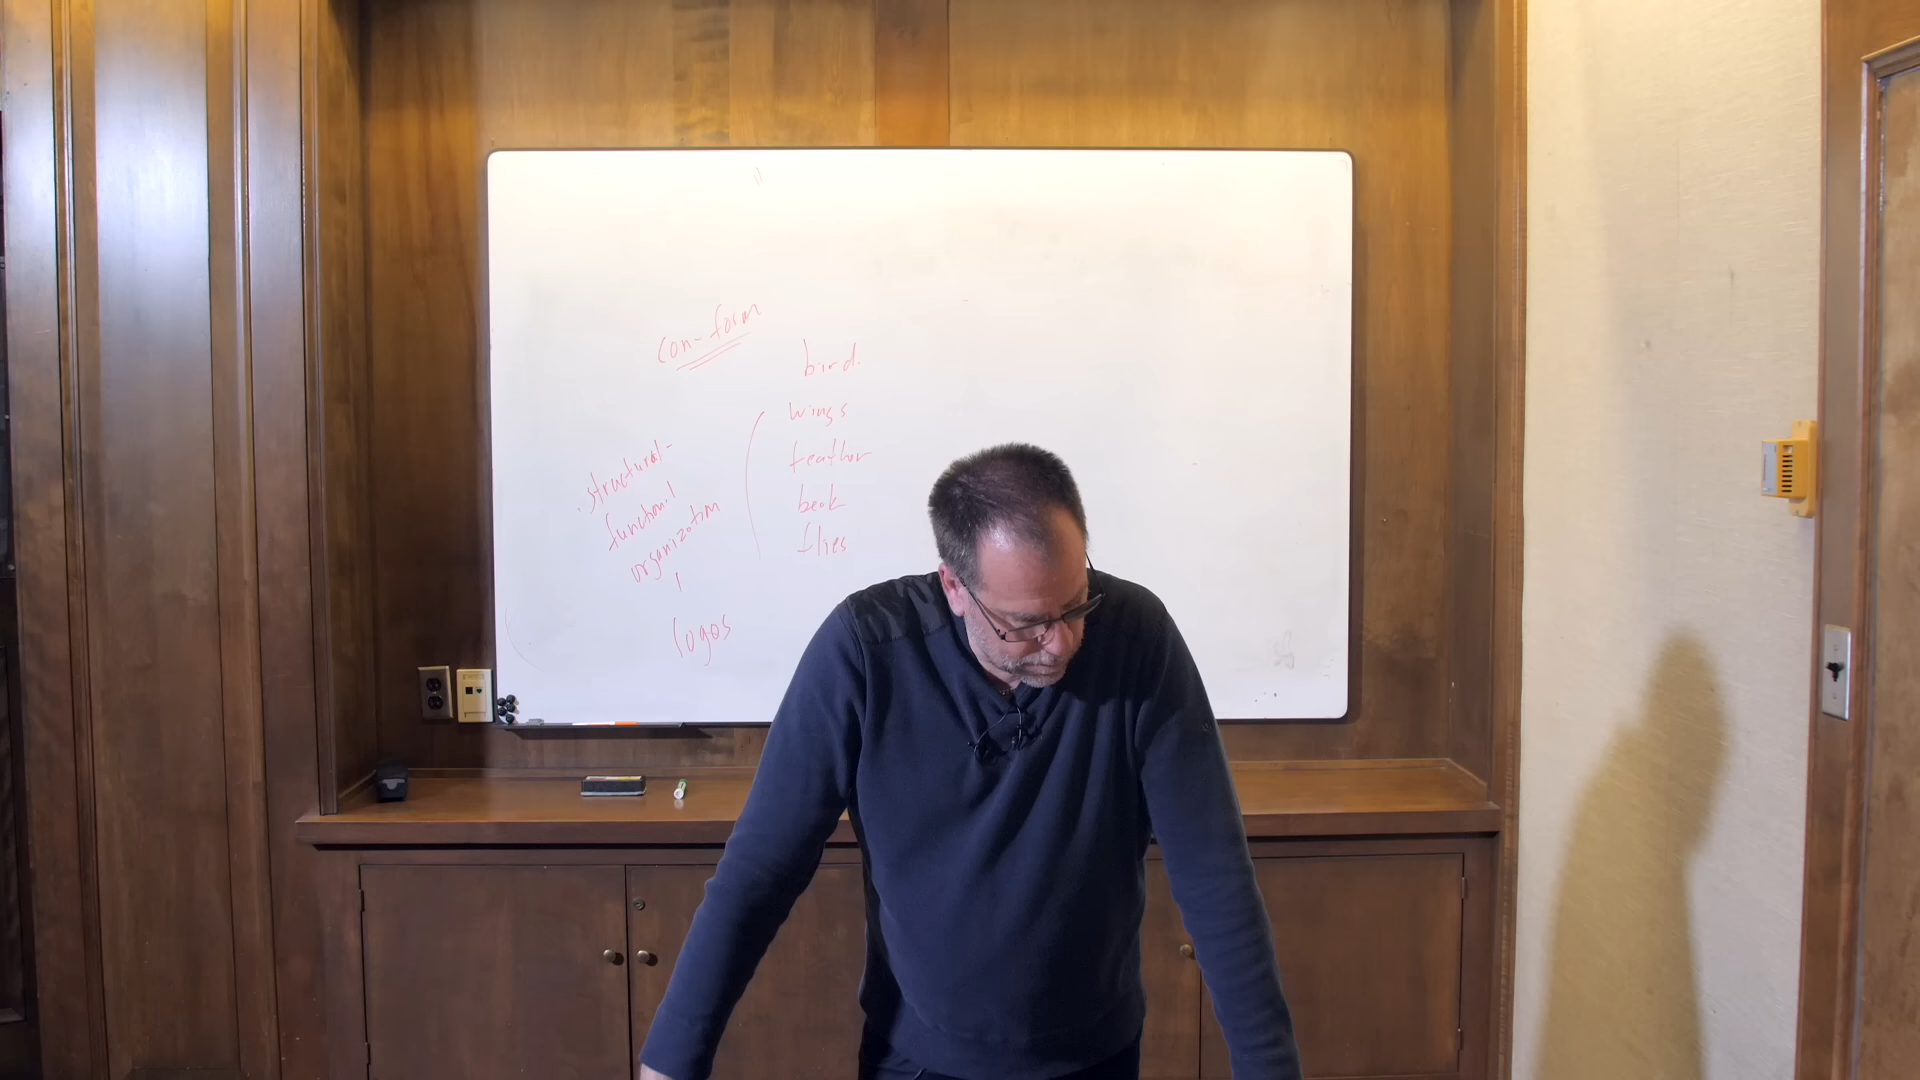 con-form
bird
wings
feather
beak
flies
structural-
functional
organization
logos